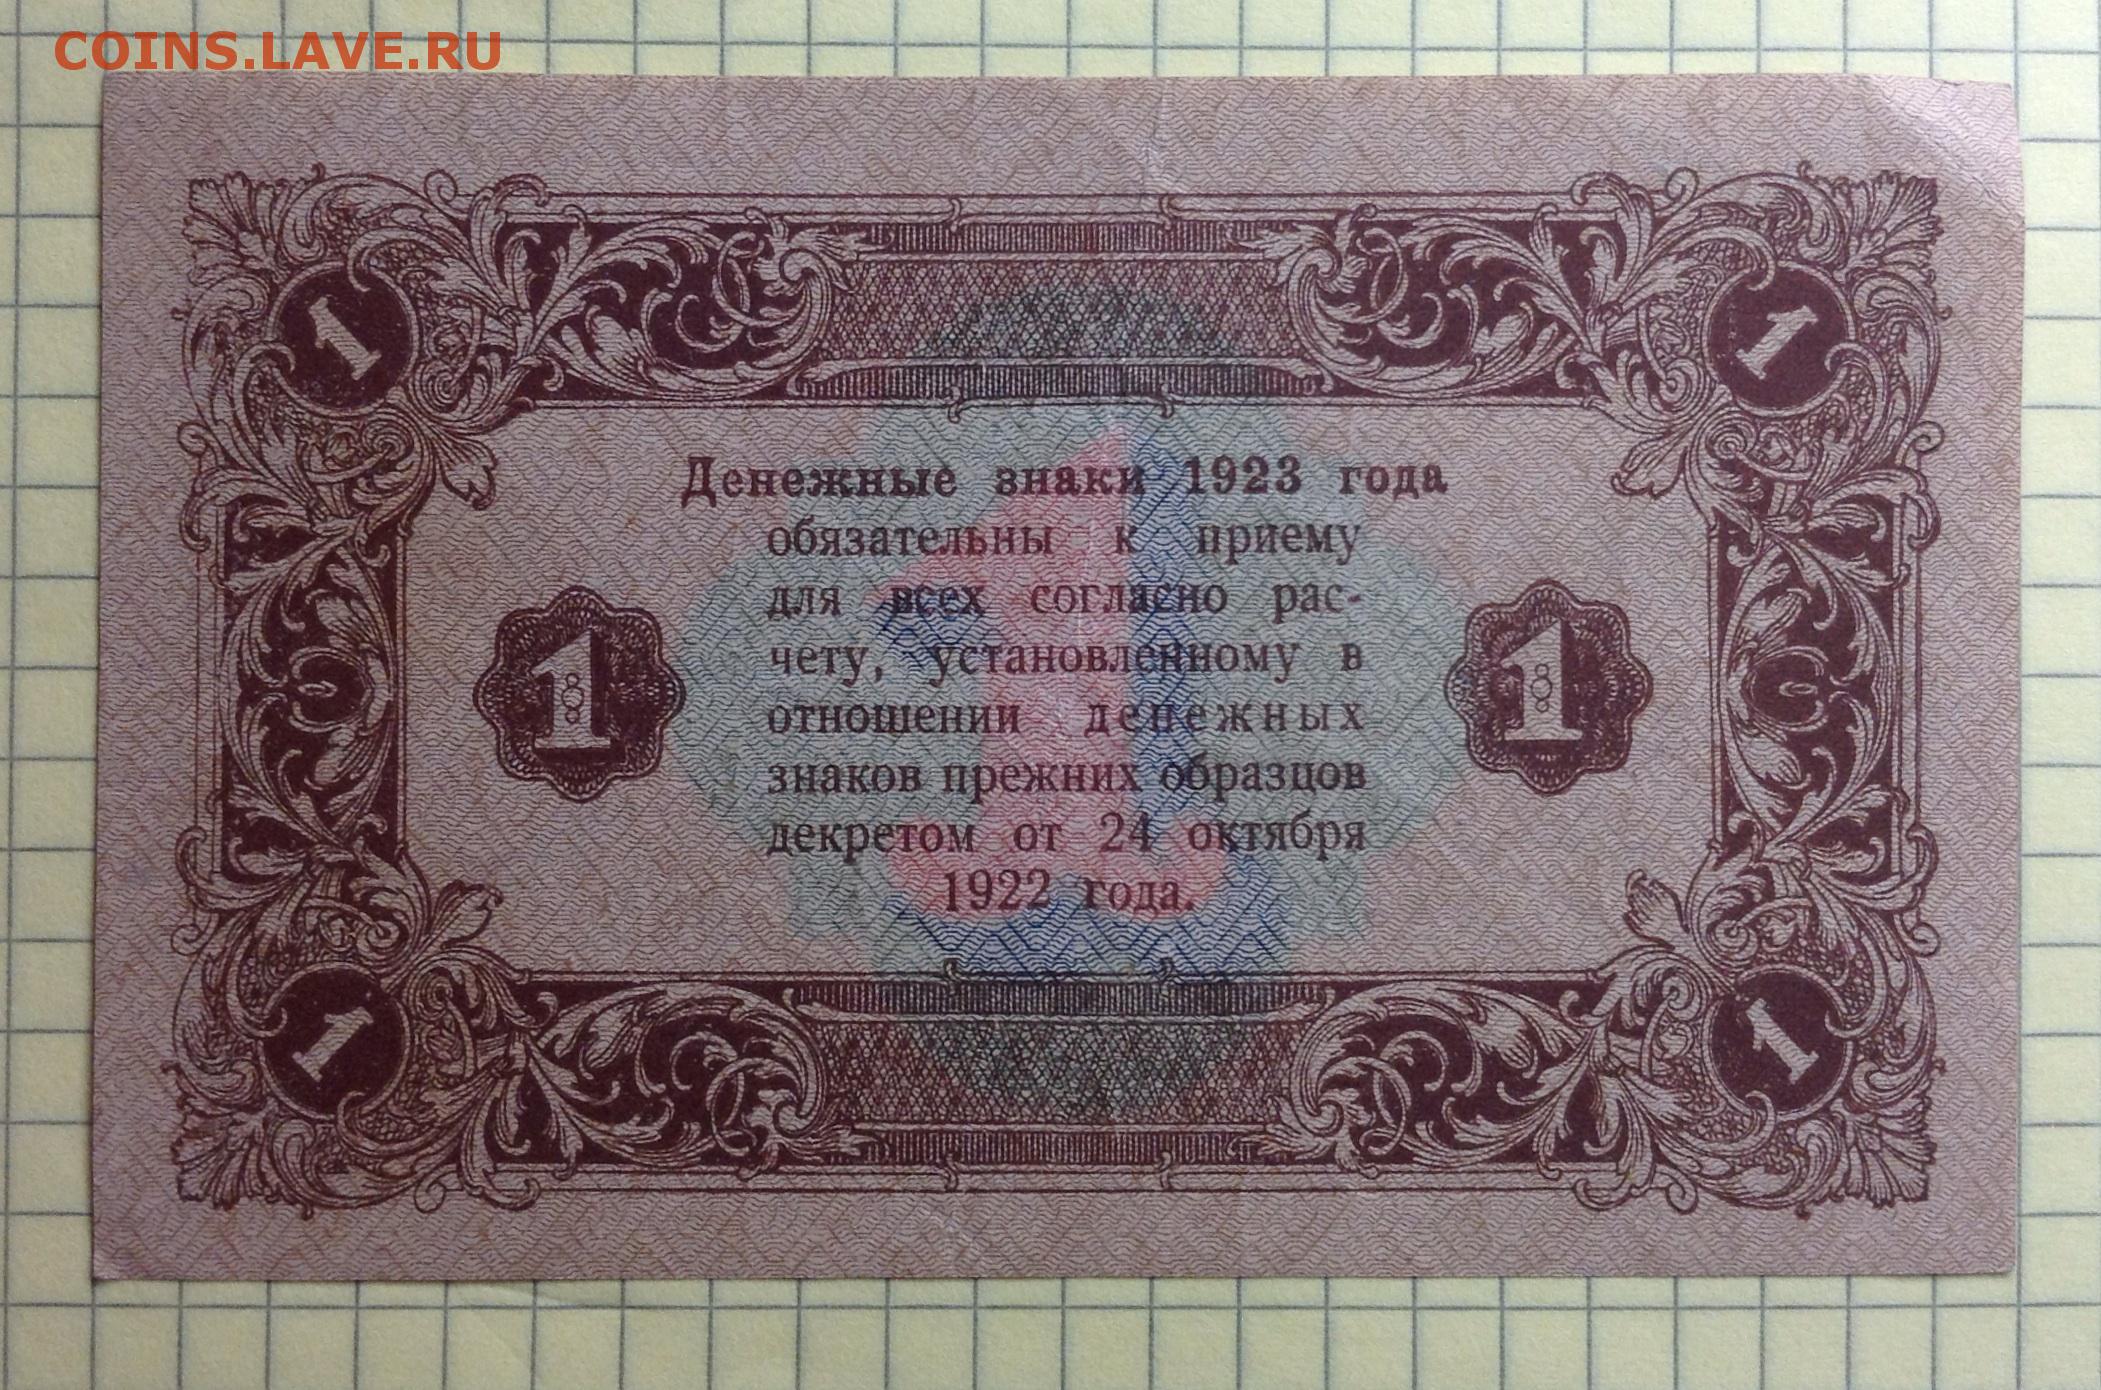 COINS.LAVE.RU
1 1
Денежные знаки 1923 года
обязательны к приему
для всех согласно рас-
чету, установленному в
отношении денежных
знаков прежних образцов
декретом от 24 октября
1922 года.
1 1 1
1 1